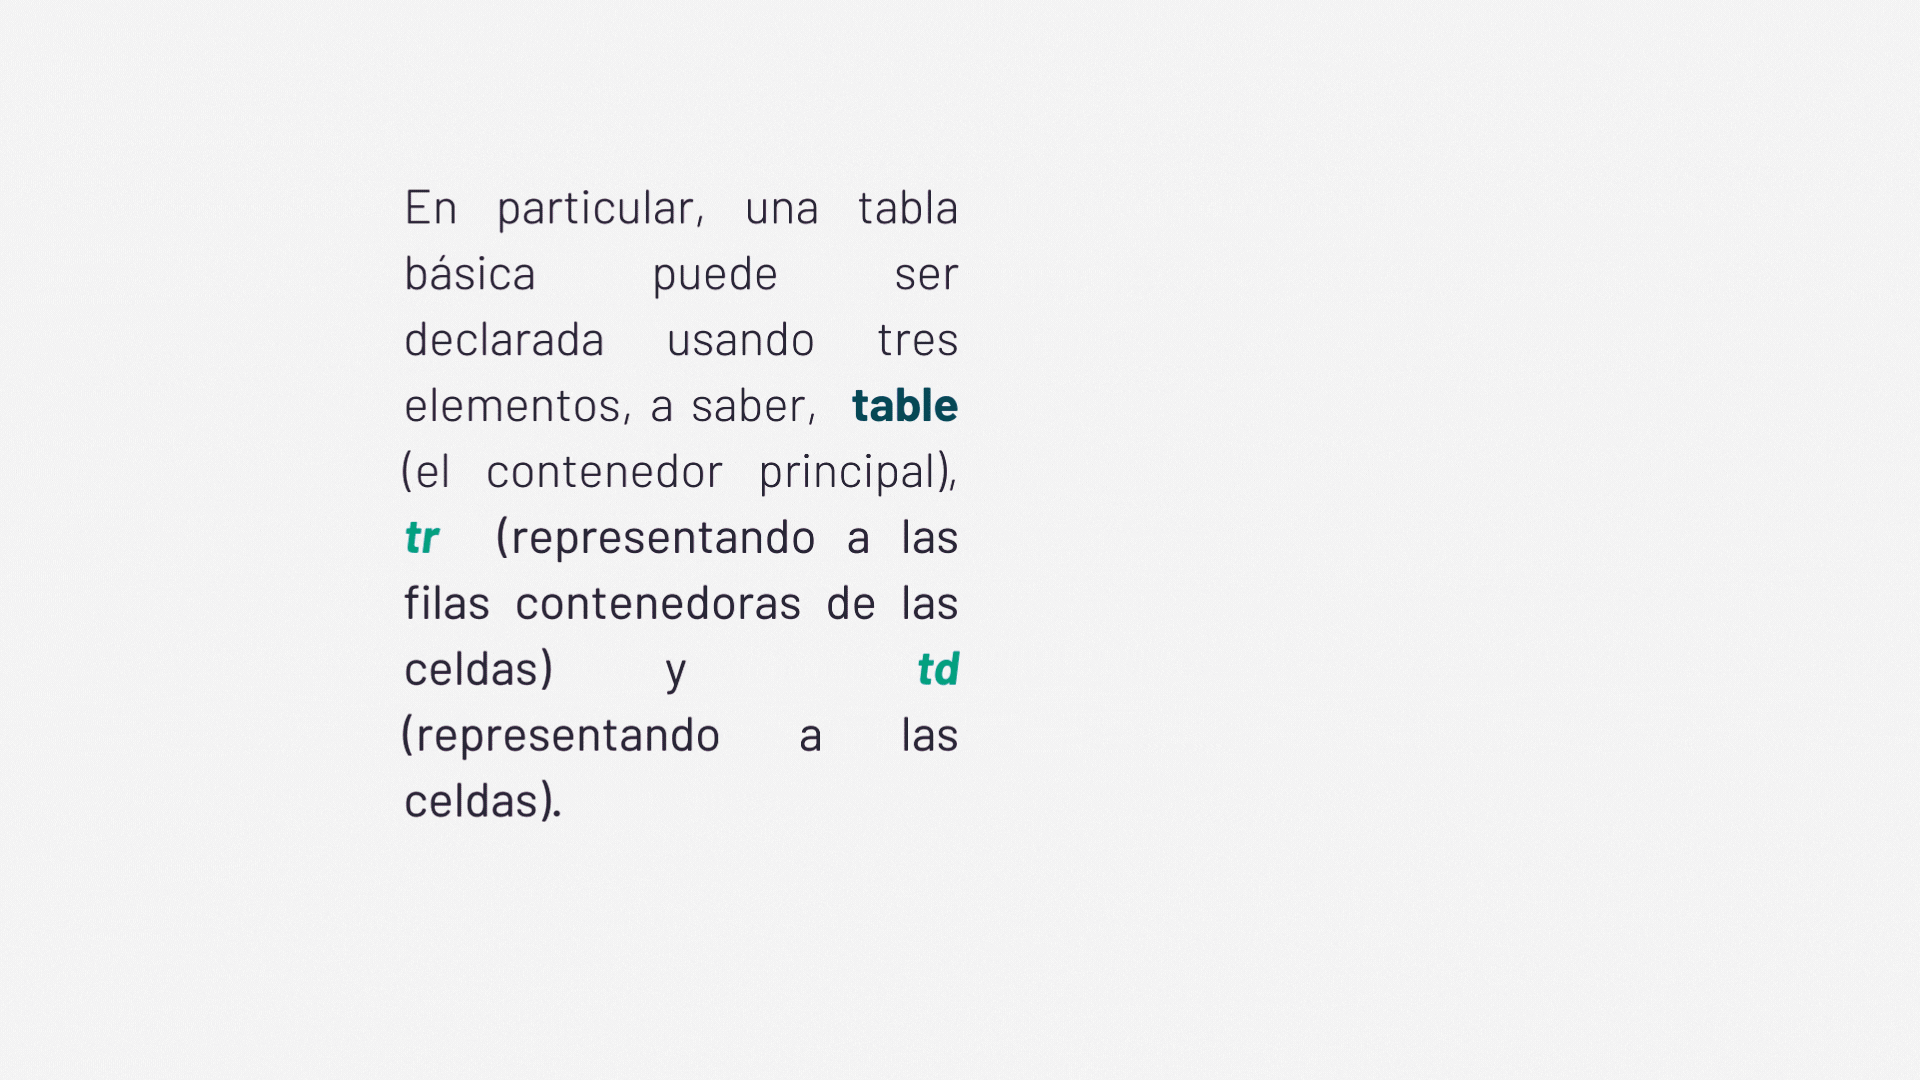 En particular, una tabla
básica puede ser
declarada usando tres
elementos, a saber, table
(el contenedor principal),
tr (representando a las
filas contenedoras de las
celdas) y td
(representando a las
celdas).